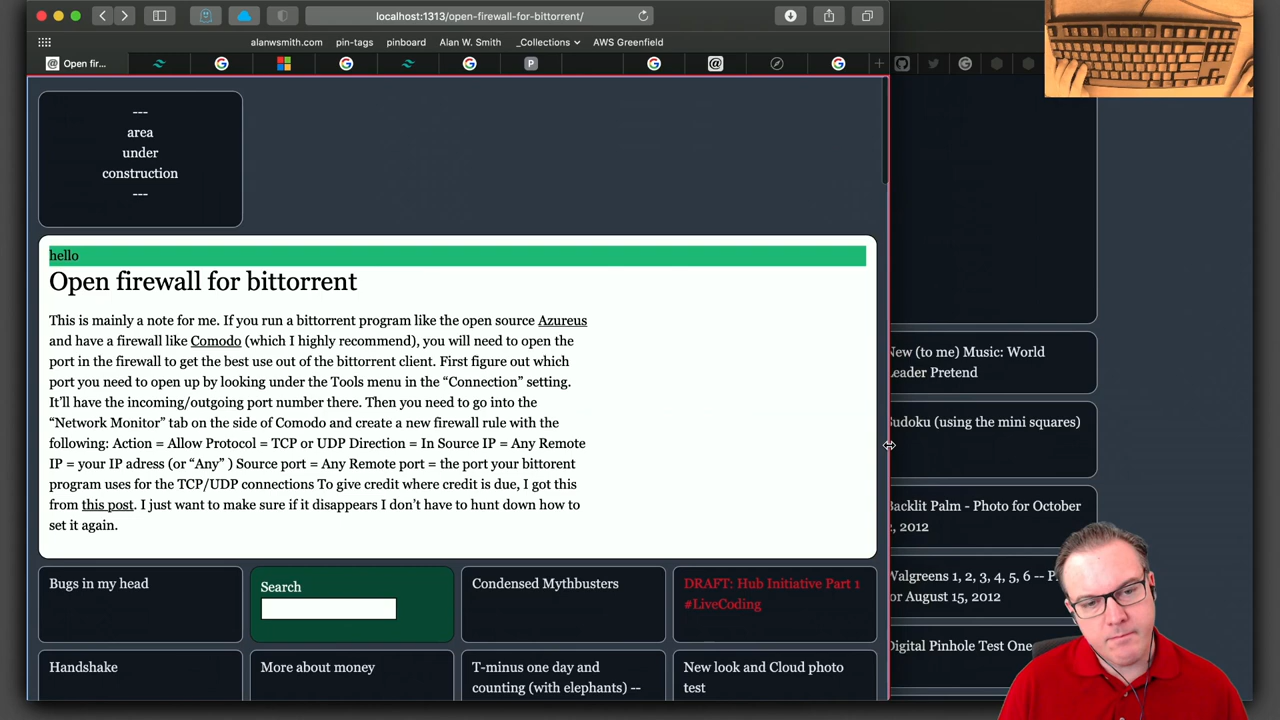 localhost:1313/open-firewall-for-bittorrent/
alanwsmith.com pin-tags pinboard Alan W. Smith _Collections AWS Greenfield
Open fir...
---
area
under
construction
---
hello
Open firewall for bittorrent
This is mainly a note for me. If you run a bittorrent program like the open source Azureus
and have a firewall like Comodo (which I highly recommend), you will need to open the
port in the firewall to get the best use out of the bittorrent client. First figure out which
port you need to open up by looking under the Tools menu in the “Connection” setting.
It’ll have the incoming/outgoing port number there. Then you need to go into the
“Network Monitor” tab on the side of Comodo and create a new firewall rule with the
following: Action = Allow Protocol = TCP or UDP Direction = In Source IP = Any Remote
IP = your IP adress (or “Any” ) Source port = Any Remote port = the port your bittorent
program uses for the TCP/UDP connections To give credit where credit is due, I got this
from this post. I just want to make sure if it disappears I don’t have to hunt down how to
set it again.
Bugs in my head
Search
Condensed Mythbusters
DRAFT: Hub Initiative Part 1
#LiveCoding
Handshake
More about money
T-minus one day and
counting (with elephants) --
New look and Cloud photo
test
New (to me) Music: World
Leader Pretend
Sudoku (using the mini squares)
Backlit Palm - Photo for October
, 2012
Walgreens 1, 2, 3, 4, 5, 6 -- P
or August 15, 2012
Digital Pinhole Test One